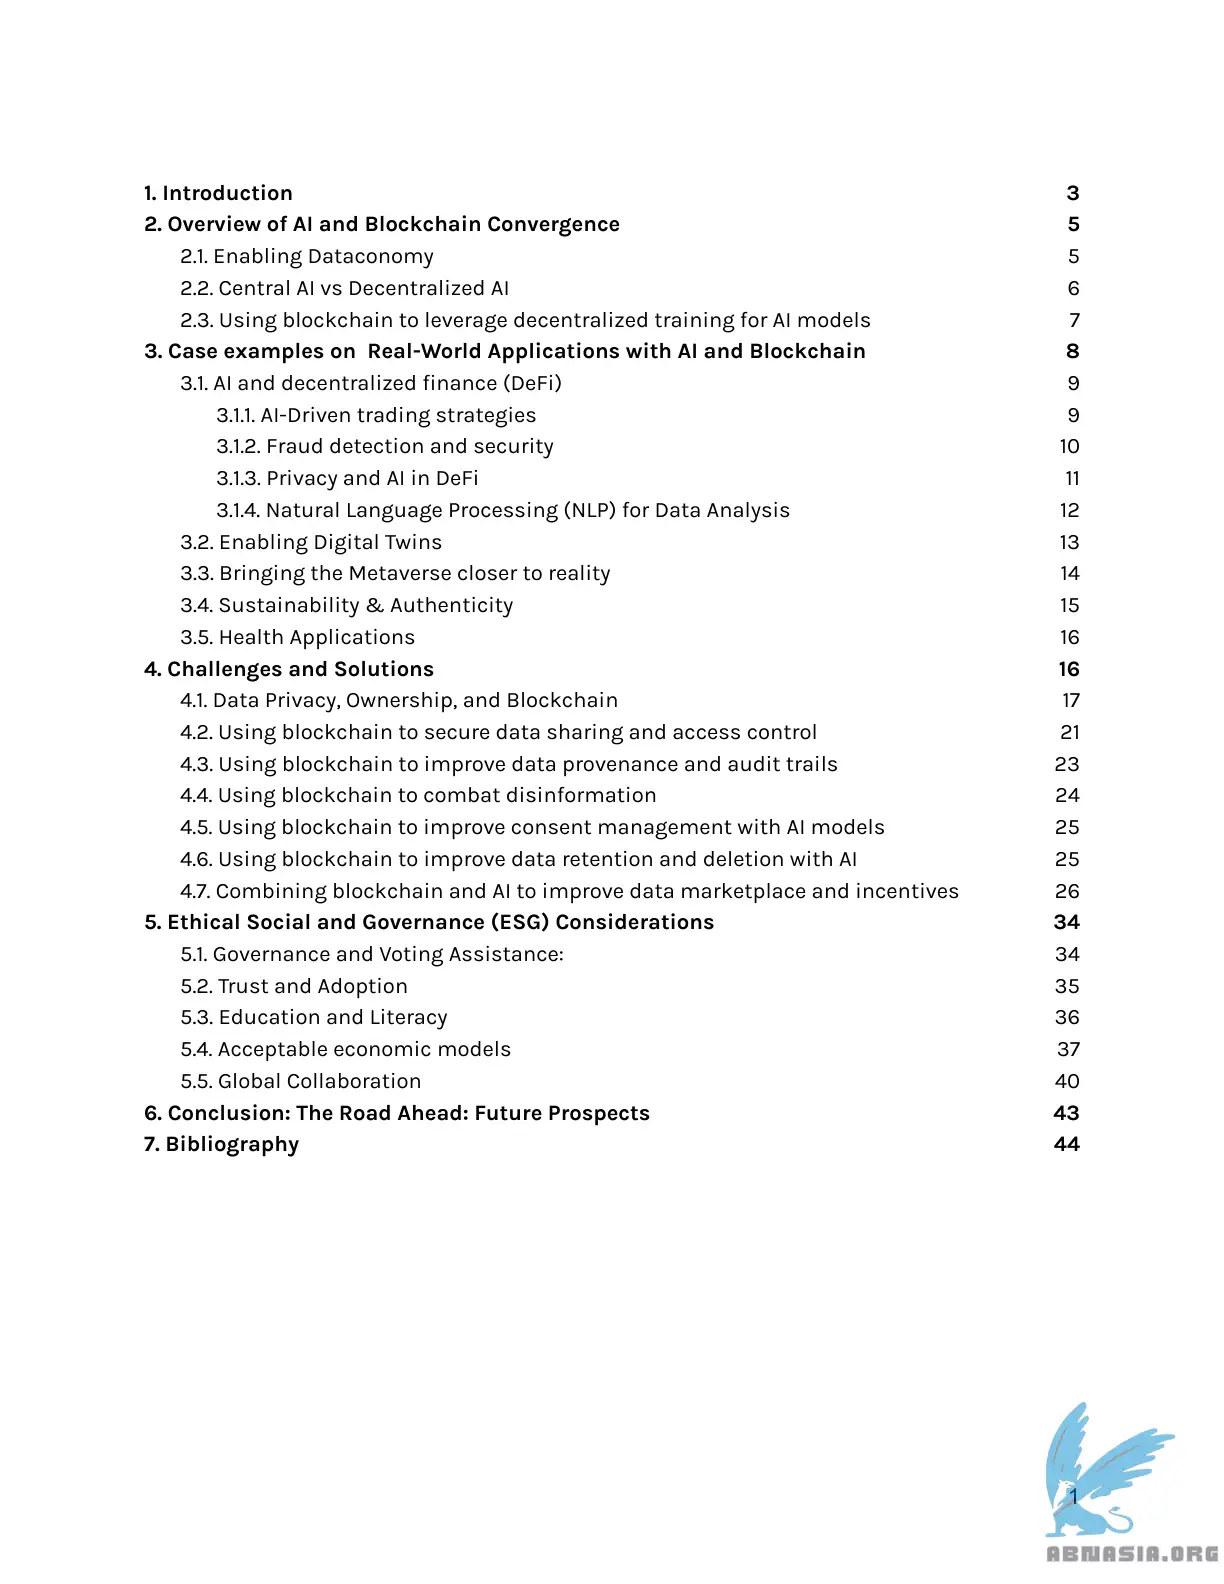 1. Introduction 3
2. Overview of AI and Blockchain Convergence 5
2.1. Enabling Dataconomy 5
2.2. Central AI vs Decentralized AI 6
2.3. Using blockchain to leverage decentralized training for AI models 7
3. Case examples on  Real-World Applications with AI and Blockchain 8
3.1. AI and decentralized finance (DeFi) 9
3.1.1. AI-Driven trading strategies 9
3.1.2. Fraud detection and security 10
3.1.3. Privacy and AI in DeFi 11
3.1.4. Natural Language Processing (NLP) for Data Analysis 12
3.2. Enabling Digital Twins 13
3.3. Bringing the Metaverse closer to reality 14
3.4. Sustainability & Authenticity 15
3.5. Health Applications 16
4. Challenges and Solutions 16
4.1. Data Privacy, Ownership, and Blockchain 17
4.2. Using blockchain to secure data sharing and access control 21
4.3. Using blockchain to improve data provenance and audit trails 23
4.4. Using blockchain to combat disinformation 24
4.5. Using blockchain to improve consent management with AI models 25
4.6. Using blockchain to improve data retention and deletion with AI 25
4.7. Combining blockchain and AI to improve data marketplace and incentives 26
5. Ethical Social and Governance (ESG) Considerations 34
5.1. Governance and Voting Assistance: 34
5.2. Trust and Adoption 35
5.3. Education and Literacy 36
5.4. Acceptable economic models 37
5.5. Global Collaboration 40
6. Conclusion: The Road Ahead: Future Prospects 43
7. Bibliography 44
1
ABNASIA.ORG